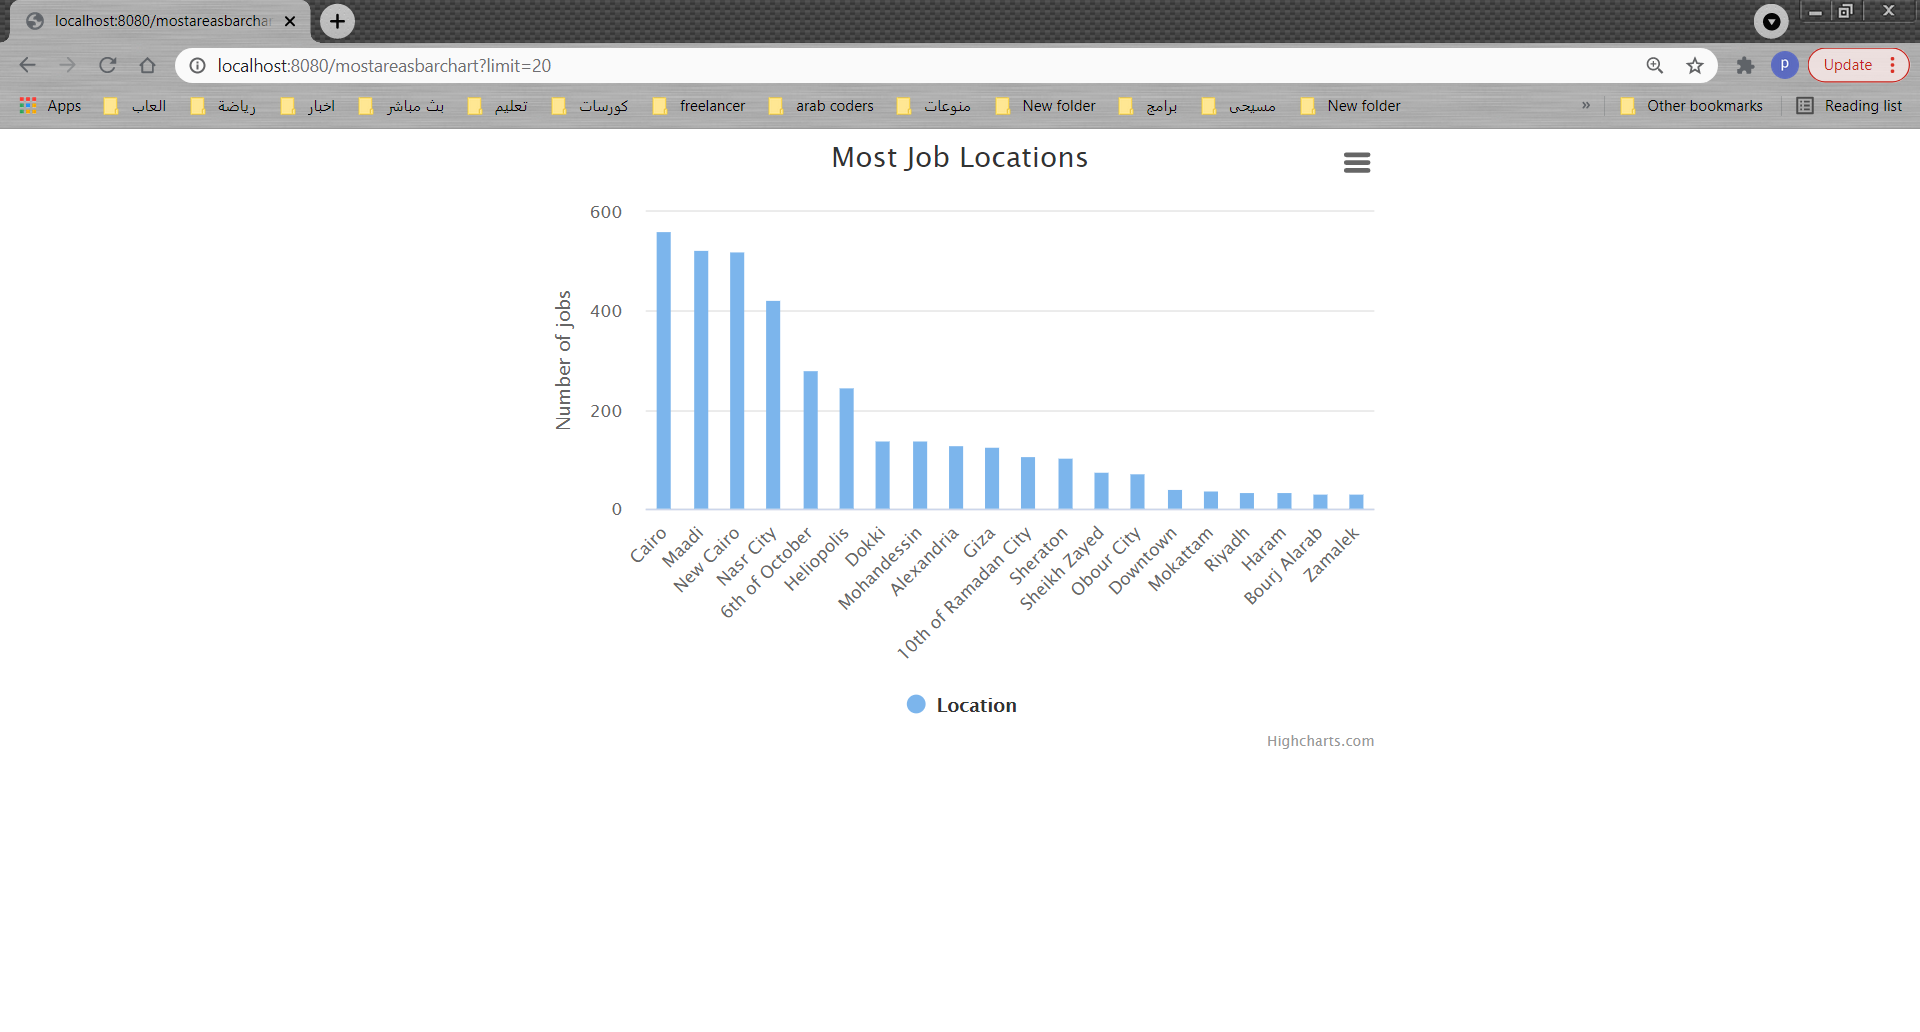 localhost:8080/mostareasbarcha
localhost:8080/mostareasbarchart?limit=20
p
Update
Apps
العاب
رياضة
اخبار
بث مباشر
تعليم
كورسات
freelancer
arab coders
منوعات
New folder
برامج
مسيحى
New folder
»
Other bookmarks
Reading list
Most Job Locations
Number of jobs
600
400
200
0
Cairo
Maadi
New Cairo
Nasr City
6th of October
Heliopolis
Dokki
Mohandessin
Alexandria
Giza
10th of Ramadan City
Sheraton
Sheikh Zayed
Obour City
Downtown
Mokattam
Riyadh
Haram
Bourj Alarab
Zamalek
Location
Highcharts.com